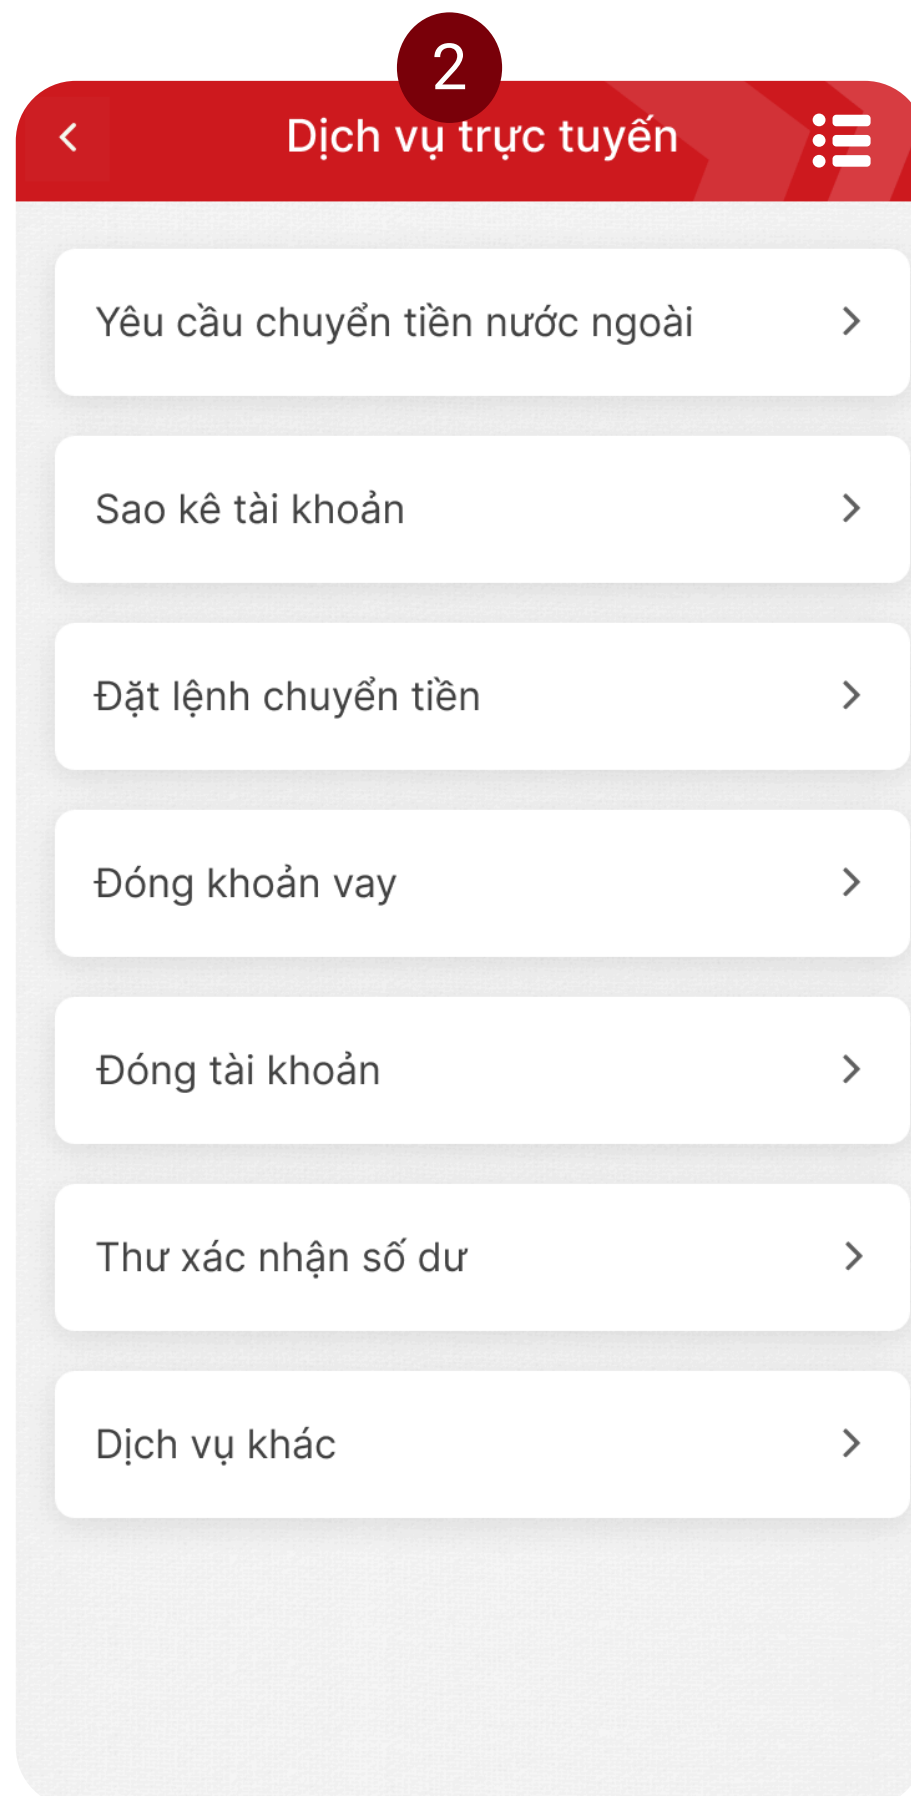 2
Dịch vụ trực tuyến
Yêu cầu chuyển tiền nước ngoài
Sao kê tài khoản
Đặt lệnh chuyển tiền
Đóng khoản vay
Đóng tài khoản
Thư xác nhận số dư
Dịch vụ khác